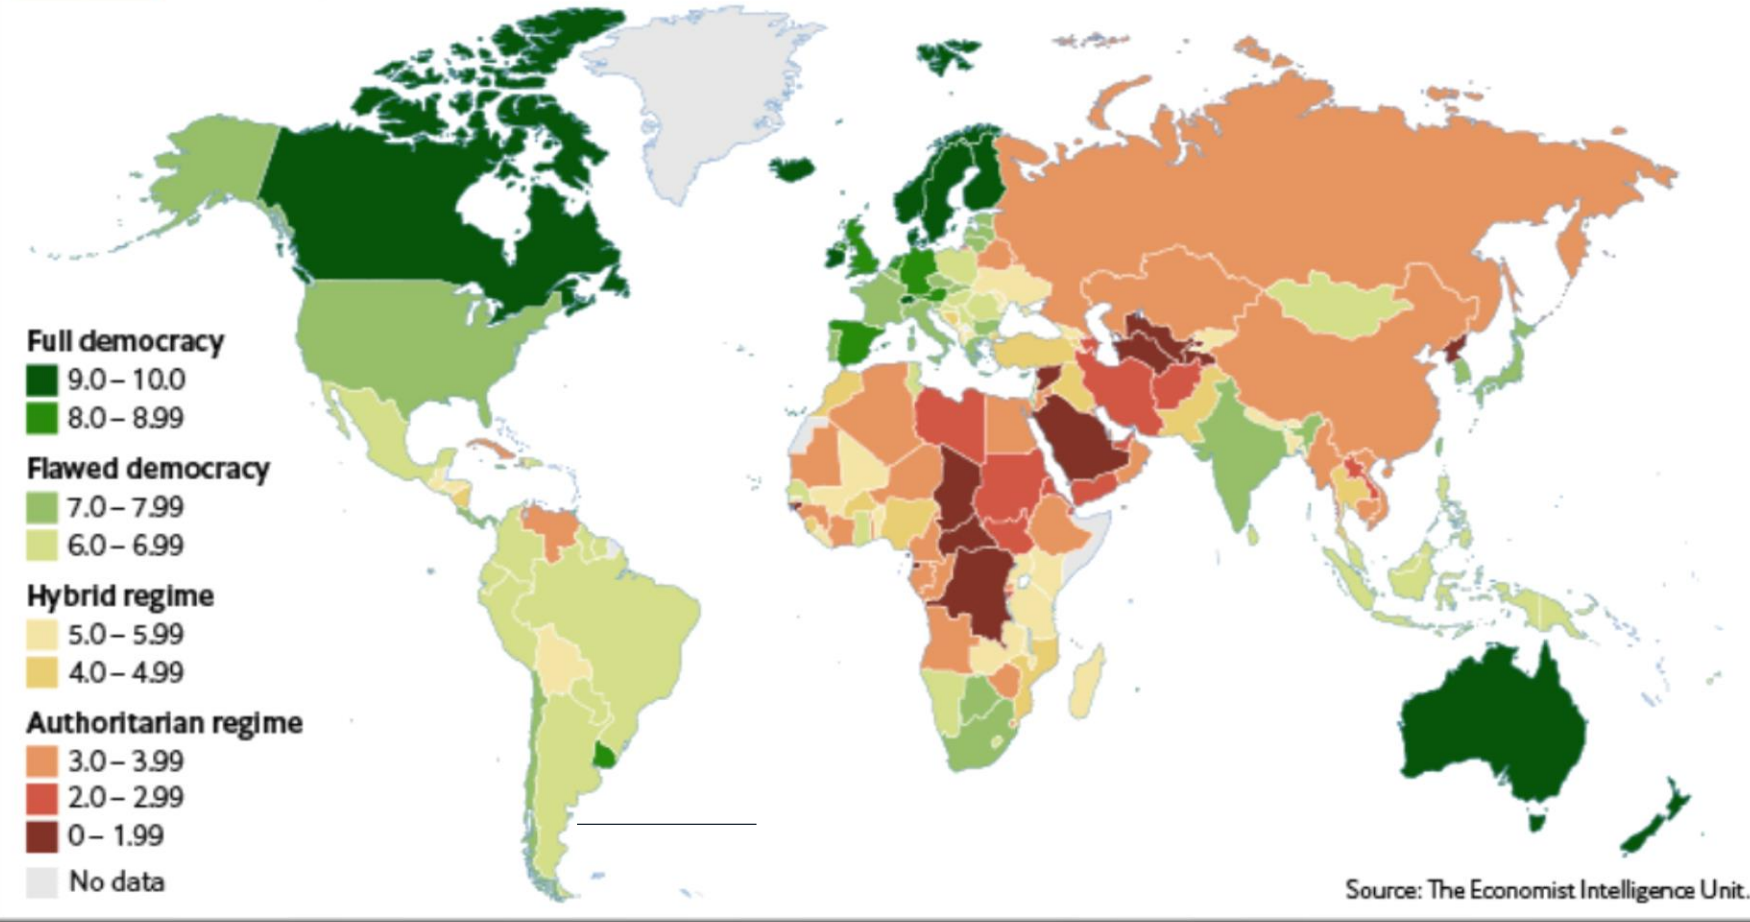 Full democracy
9.0 – 10.0
8.0 – 8.99
Flawed democracy
7.0 – 7.99
6.0 – 6.99
Hybrid regime
5.0 – 5.99
4.0 – 4.99
Authoritarian regime
3.0 – 3.99
2.0 – 2.99
0 – 1.99
No data
Source: The Economist Intelligence Unit.